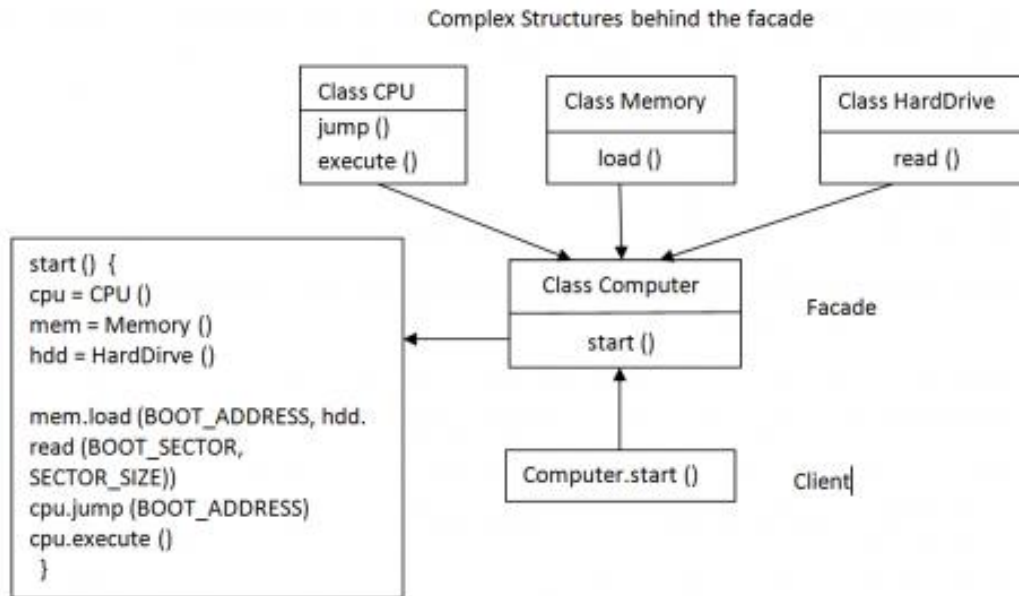 Complex Structures behind the facade
Class CPU
jump ()
execute ()
Class Memory
load ()
Class HardDrive
read ()
start () {
cpu = CPU ()
mem = Memory ()
hdd = HardDirve ()
mem.load (BOOT_ADDRESS, hdd.
read (BOOT_SECTOR,
SECTOR_SIZE))
cpu.jump (BOOT_ADDRESS)
cpu.execute ()
}
Class Computer
start ()
Facade
Computer.start ()
Client